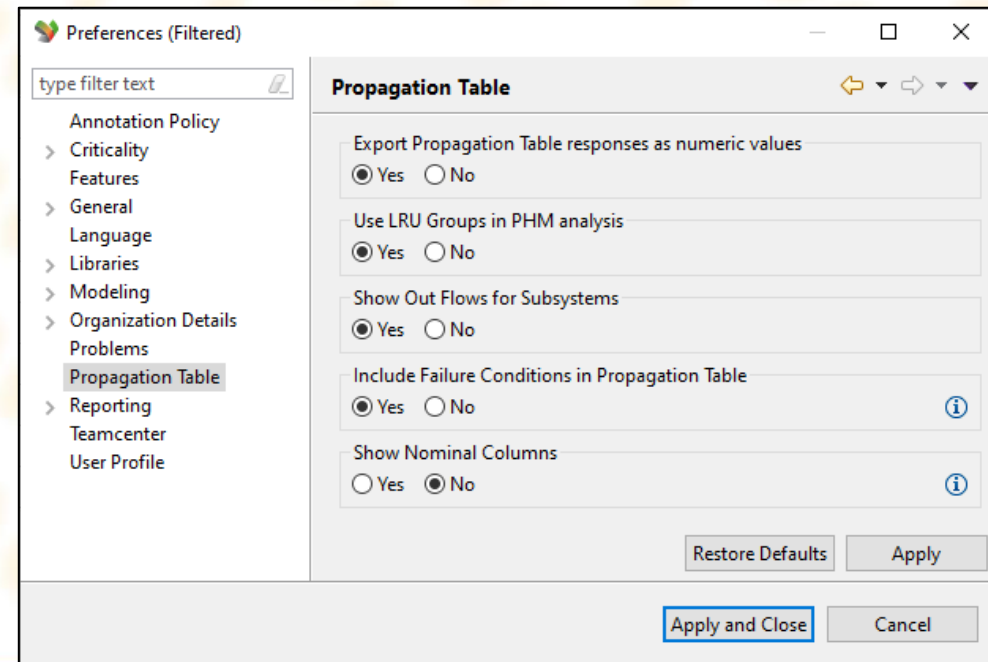 Preferences (Filtered)
type filter text
Annotation Policy
Criticality
Features
General
Language
Libraries
Modeling
Organization Details
Problems
Propagation Table
Reporting
Teamcenter
User Profile
Propagation Table
Export Propagation Table responses as numeric values
Yes No
Use LRU Groups in PHM analysis
Yes No
Show Out Flows for Subsystems
Yes No
Include Failure Conditions in Propagation Table
Yes No
Show Nominal Columns
Yes No
Restore Defaults Apply
Apply and Close Cancel